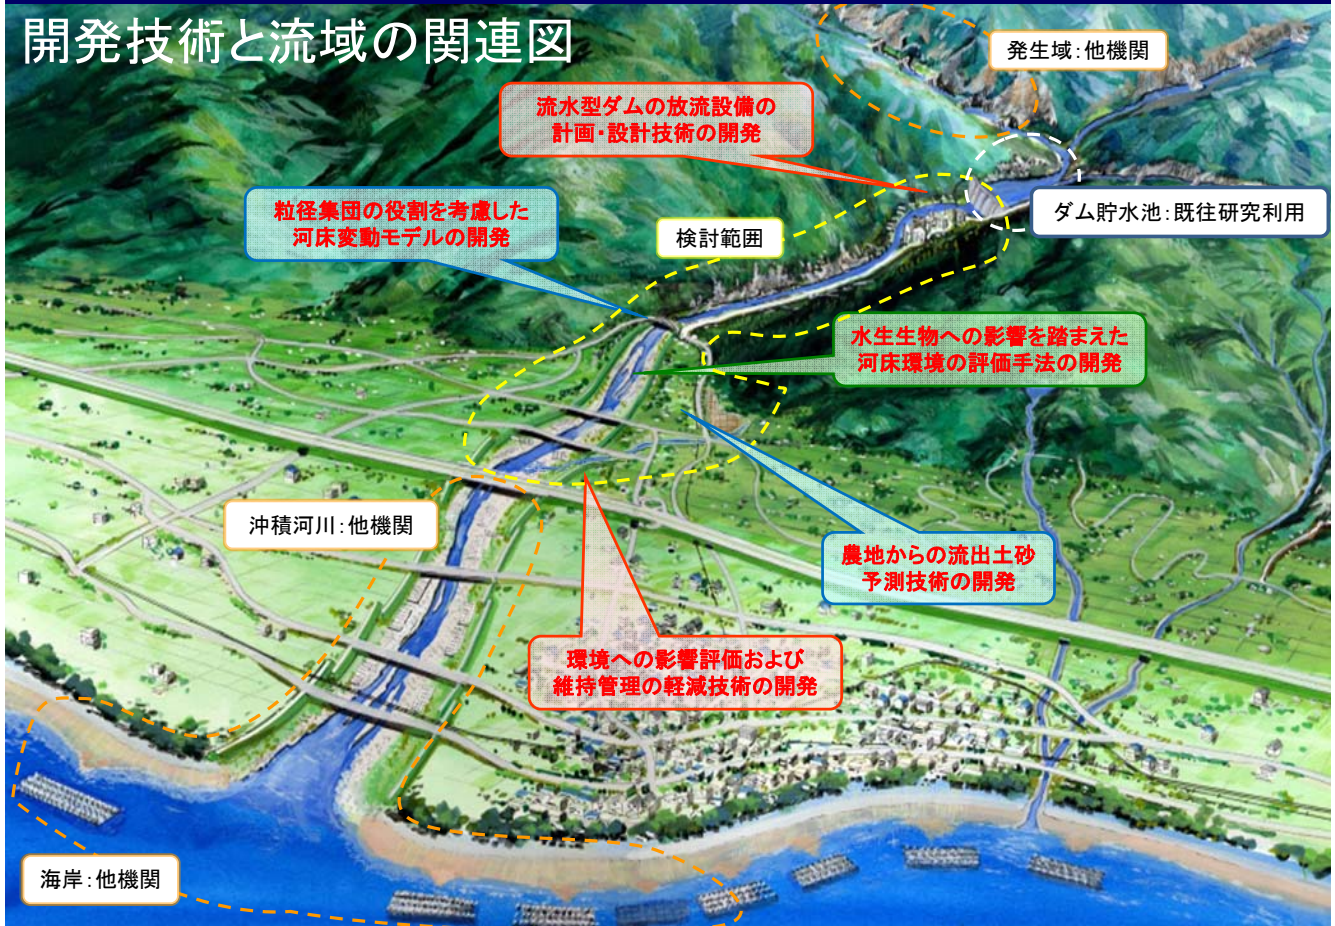 開発技術と流域の関連図
発生域:他機関
流水型ダムの放流設備の
計画・設計技術の開発
粒径集団の役割を考慮した
河床変動モデルの開発
検討範囲
ダム貯水池:既往研究利用
水生生物への影響を踏まえた
河床環境の評価手法の開発
沖積河川:他機関
農地からの流出土砂
予測技術の開発
環境への影響評価および
維持管理の軽減技術の開発
海岸:他機関